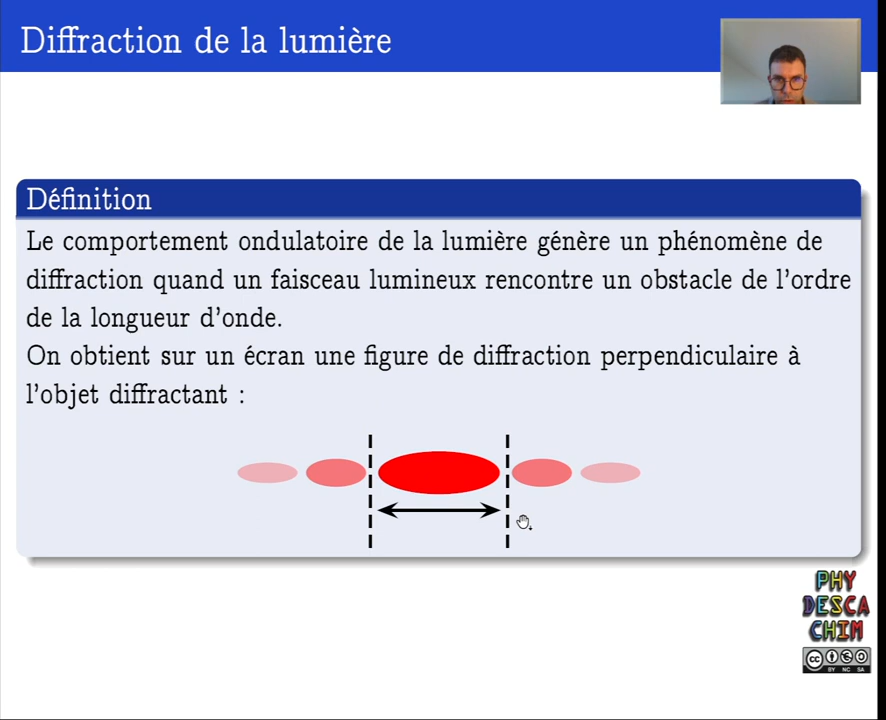 Diffraction de la lumière
Définition
Le comportement ondulatoire de la lumière génère un phénomène de
diffraction quand un faisceau lumineux rencontre un obstacle de l'ordre
de la longueur d'onde.
On obtient sur un écran une figure de diffraction perpendiculaire à
l'objet diffractant :
PHY
DESCA
CHIM
cc
BY NC SA